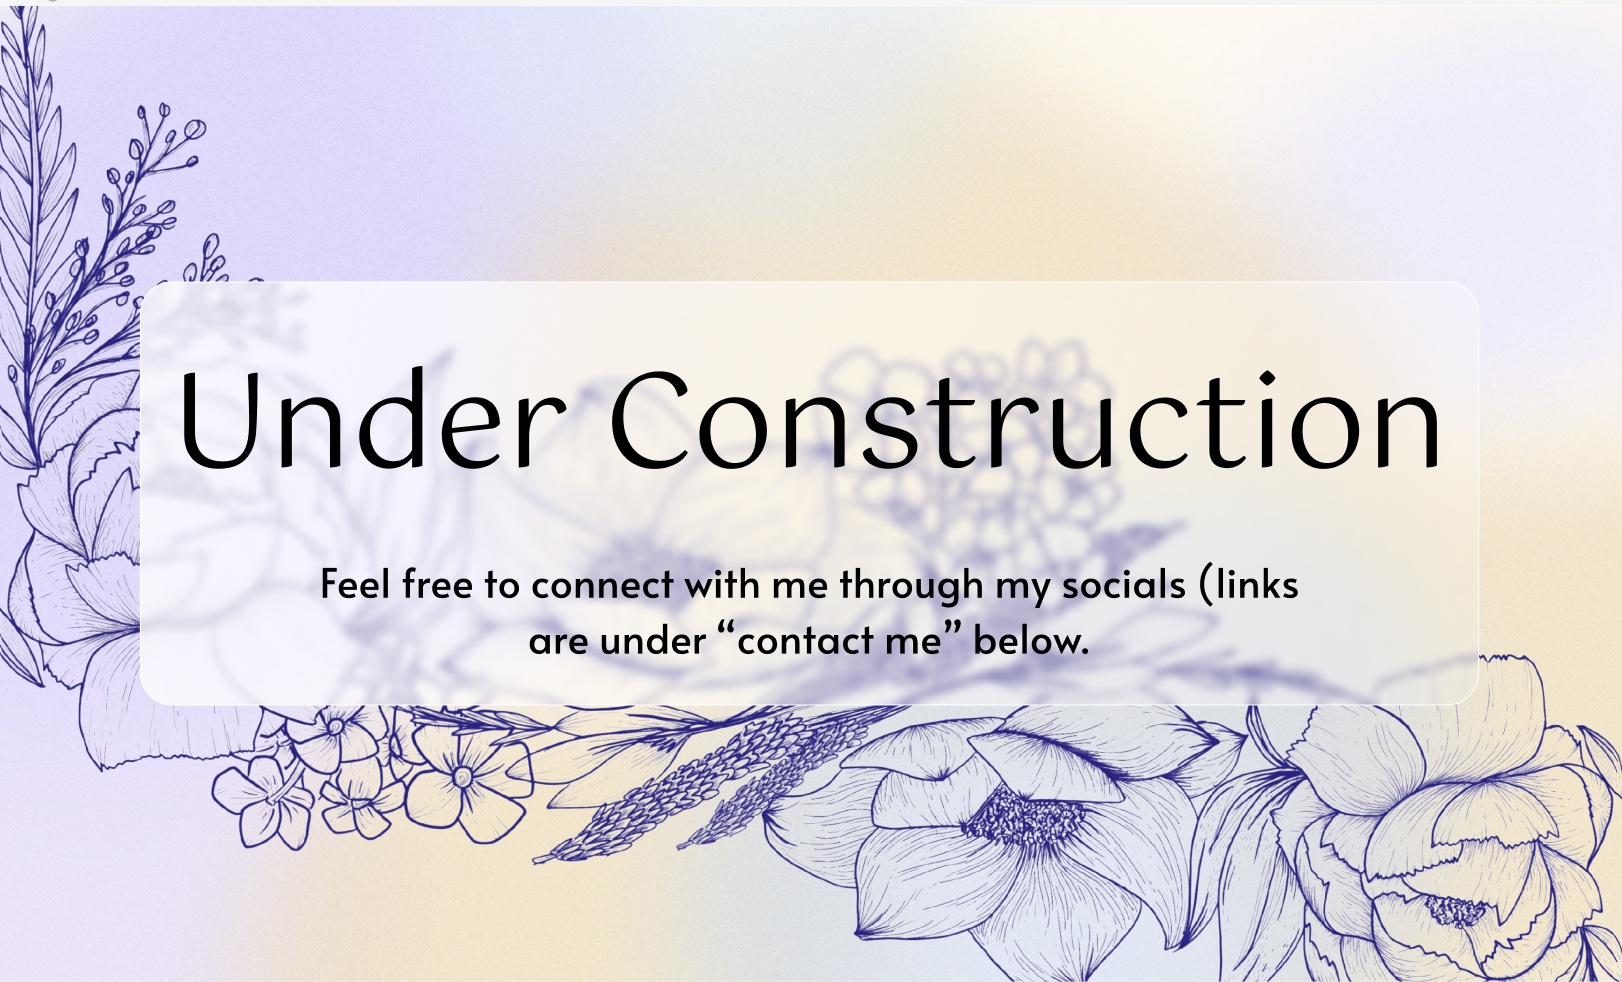 Under Construction
Feel free to connect with me through my socials (links
are under “contact me” below.